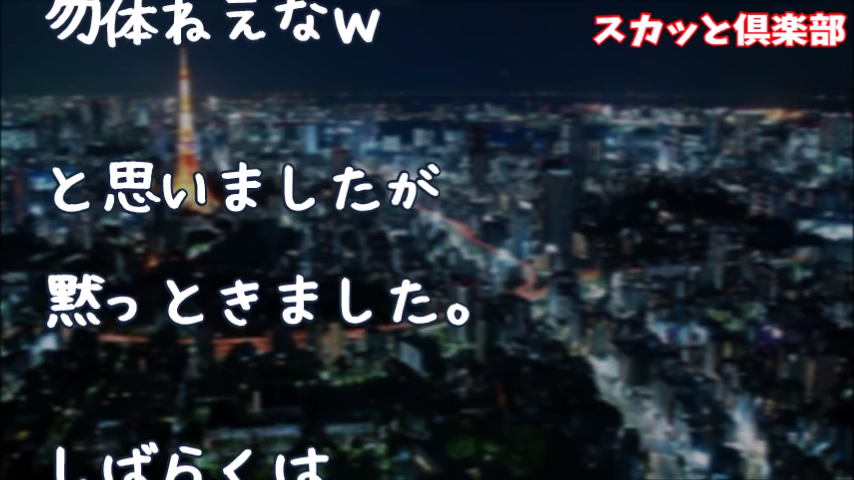 勿体ねえなw
スカッと倶楽部
と思いましたが
黙っときました。
しばらくは